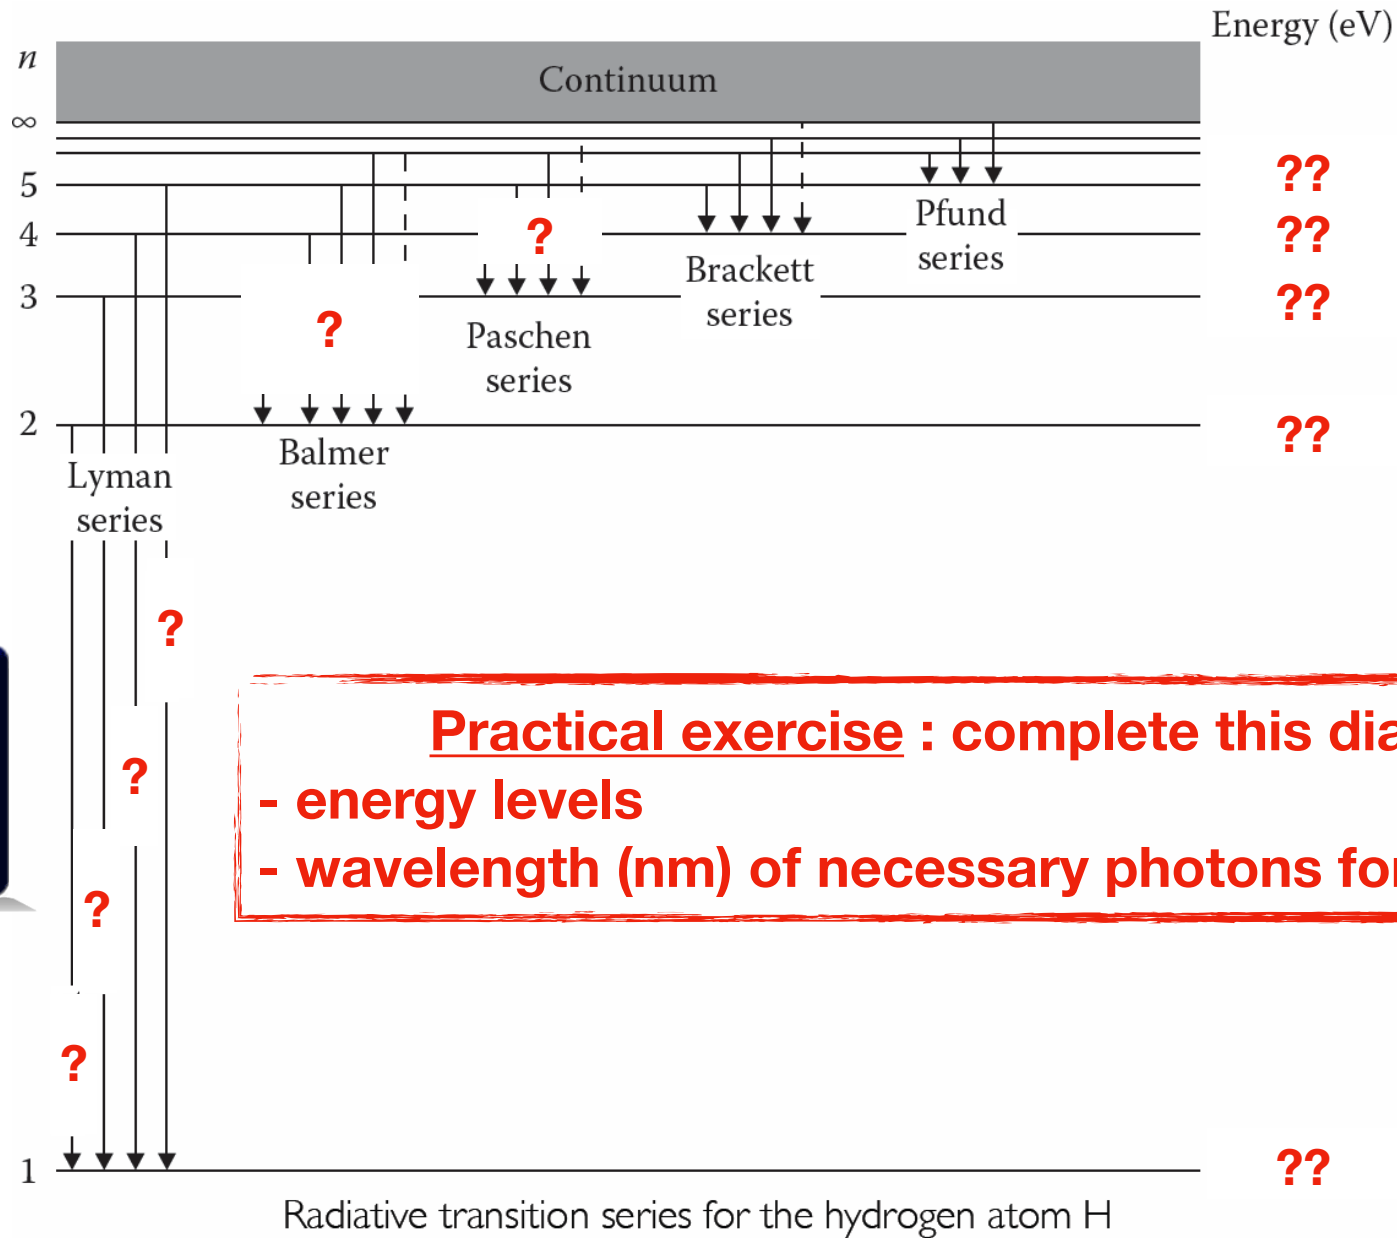 Energy (eV)
n
Continuum
∞
5
??
4
?
??
Pfund
series
Brackett
series
3
??
?
Paschen
series
2
??
Balmer
series
Lyman
series
?
?
?
?
Practical exercise : complete this dia
- energy levels
- wavelength (nm) of necessary photons for
1
??
Radiative transition series for the hydrogen atom H